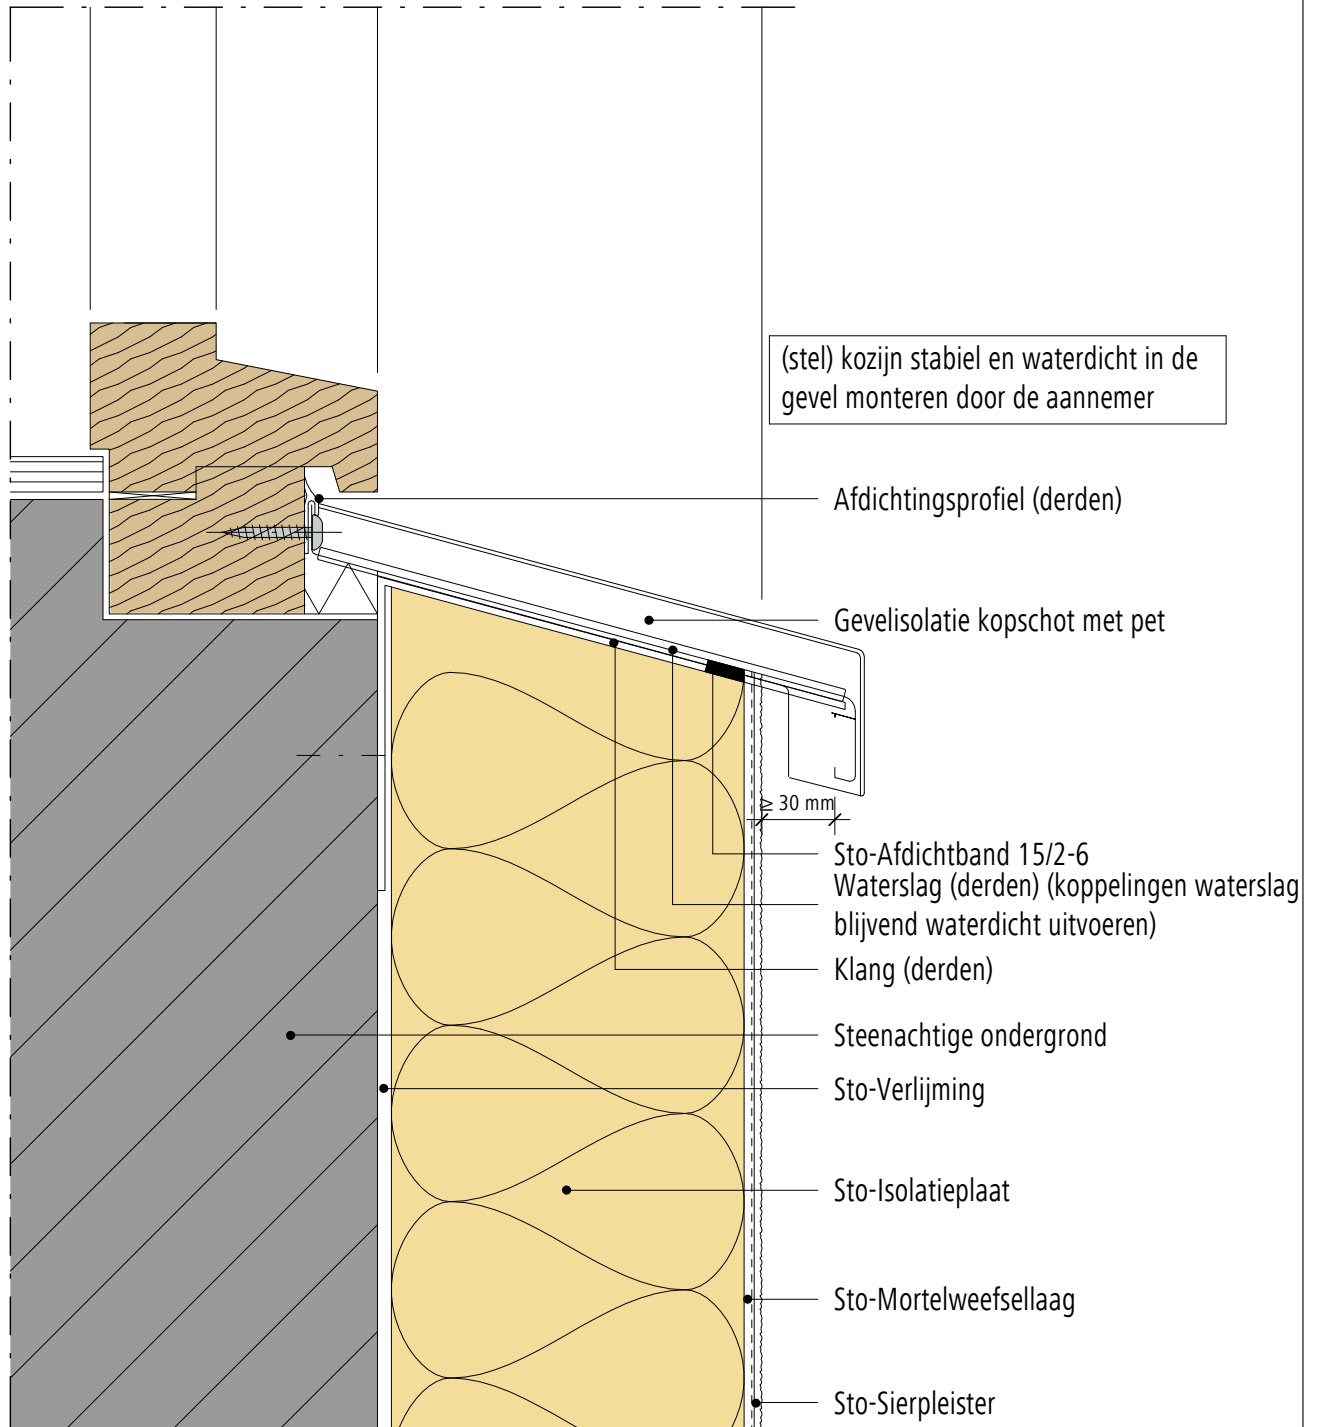 (stel) kozijn stabiel en waterdicht in de
gevel monteren door de aannemer
Afdichtingsprofiel (derden)
Gevelisolatie kopschot met pet
≥ 30 mm
Sto-Afdichtband 15/2-6
Waterslag (derden) (koppelingen waterslag
blijvend waterdicht uitvoeren)
Klang (derden)
Steenachtige ondergrond
Sto-Verlijming
Sto-Isolatieplaat
Sto-Mortelweefsellaag
Sto-Sierpleister